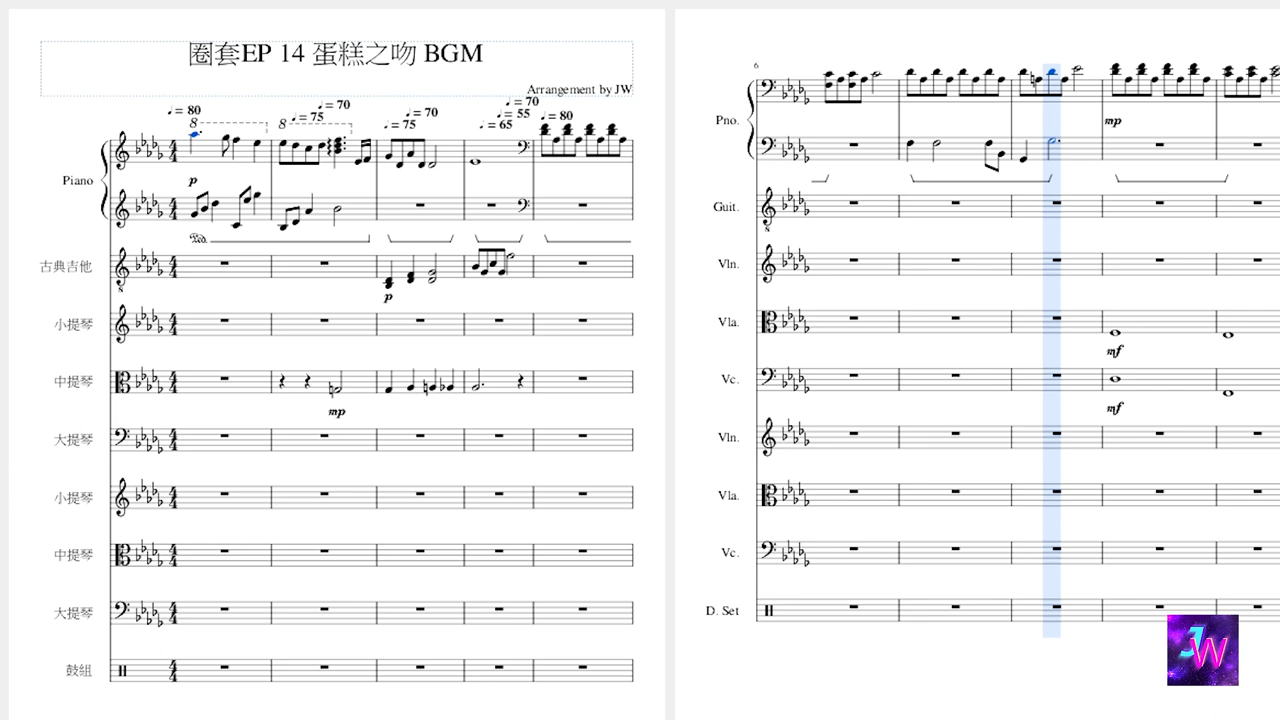 圈套EP 14 蛋糕之吻 BGM
Arrangement by JW
♩= 80
♩= 75
♩= 70
♩= 75
♩= 70
♩= 65
♩= 55
♩= 70
♩= 80
8
8
Piano
p
古典吉他
p
小提琴
中提琴
mp
大提琴
小提琴
中提琴
大提琴
鼓組
6
Pno.
mp
Guit.
Vln.
Vla.
mf
Vc.
mf
Vln.
Vla.
Vc.
D. Set
JW